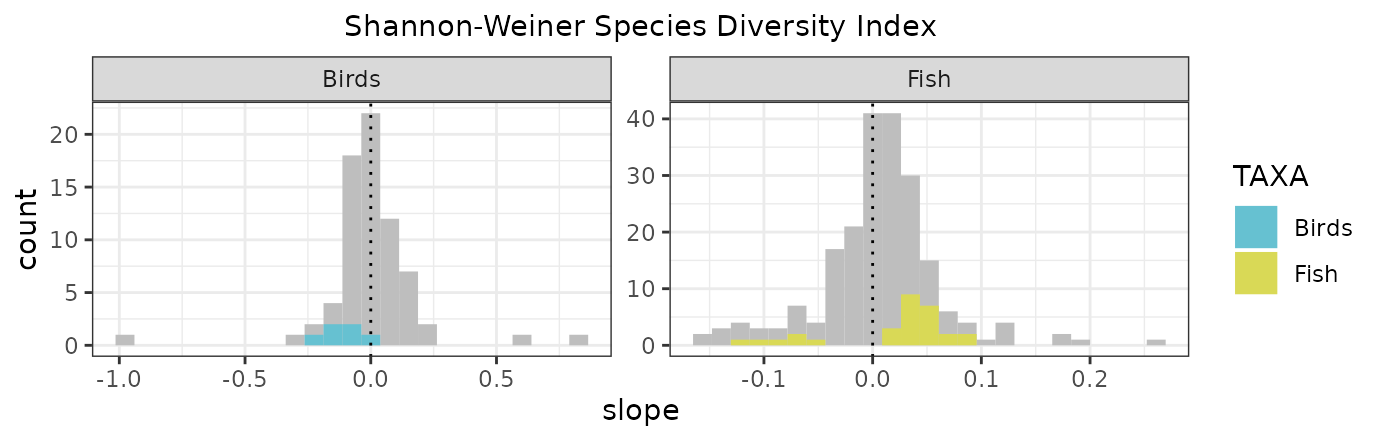 Shannon-Weiner Species Diversity Index
Birds
Fish
count
20
15
10
5
0
40
30
20
10
0
-1.0 -0.5 0.0 0.5
-0.1 0.0 0.1 0.2
slope
TAXA
Birds
Fish